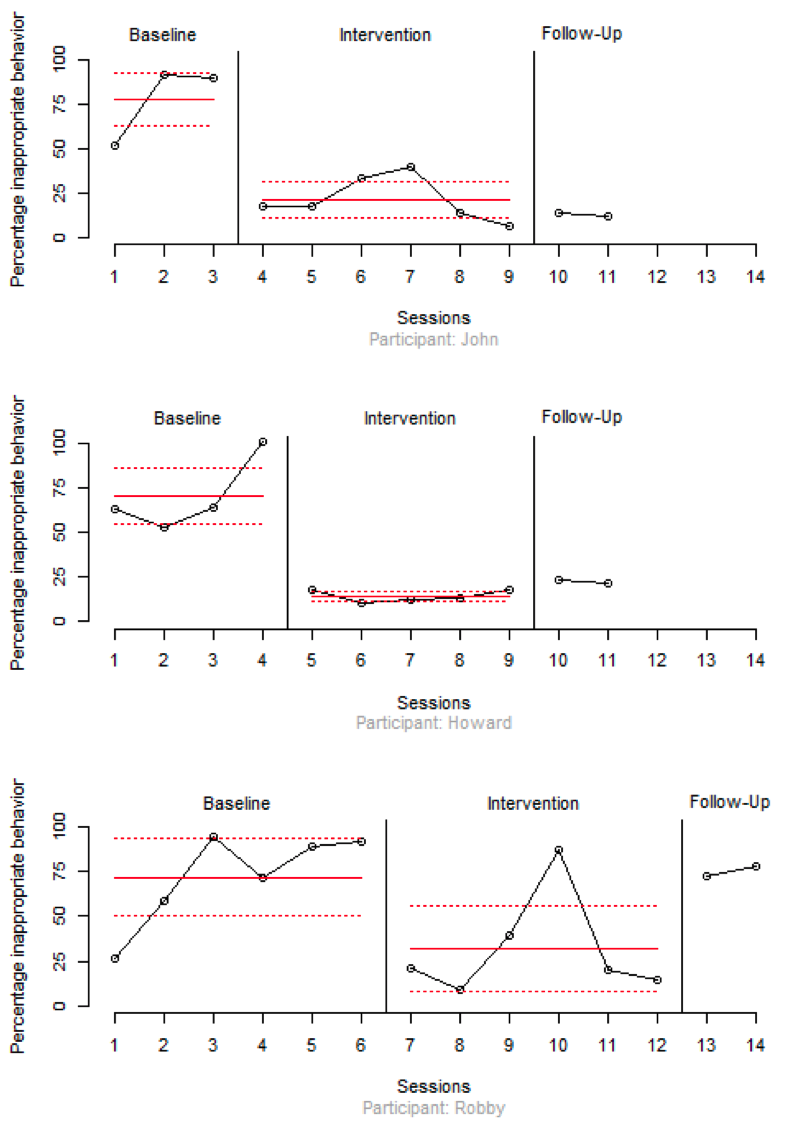 Baseline Intervention Follow-Up
Percentage inappropriate behavior
100
75
50
25
0
1 2 3 4 5 6 7 8 9 10 11 12 13 14
Sessions
Participant: John
Baseline Intervention Follow-Up
Percentage inappropriate behavior
100
75
50
25
0
1 2 3 4 5 6 7 8 9 10 11 12 13 14
Sessions
Participant: Howard
Baseline Intervention Follow-Up
Percentage inappropriate behavior
100
75
50
25
0
1 2 3 4 5 6 7 8 9 10 11 12 13 14
Sessions
Participant: Robby